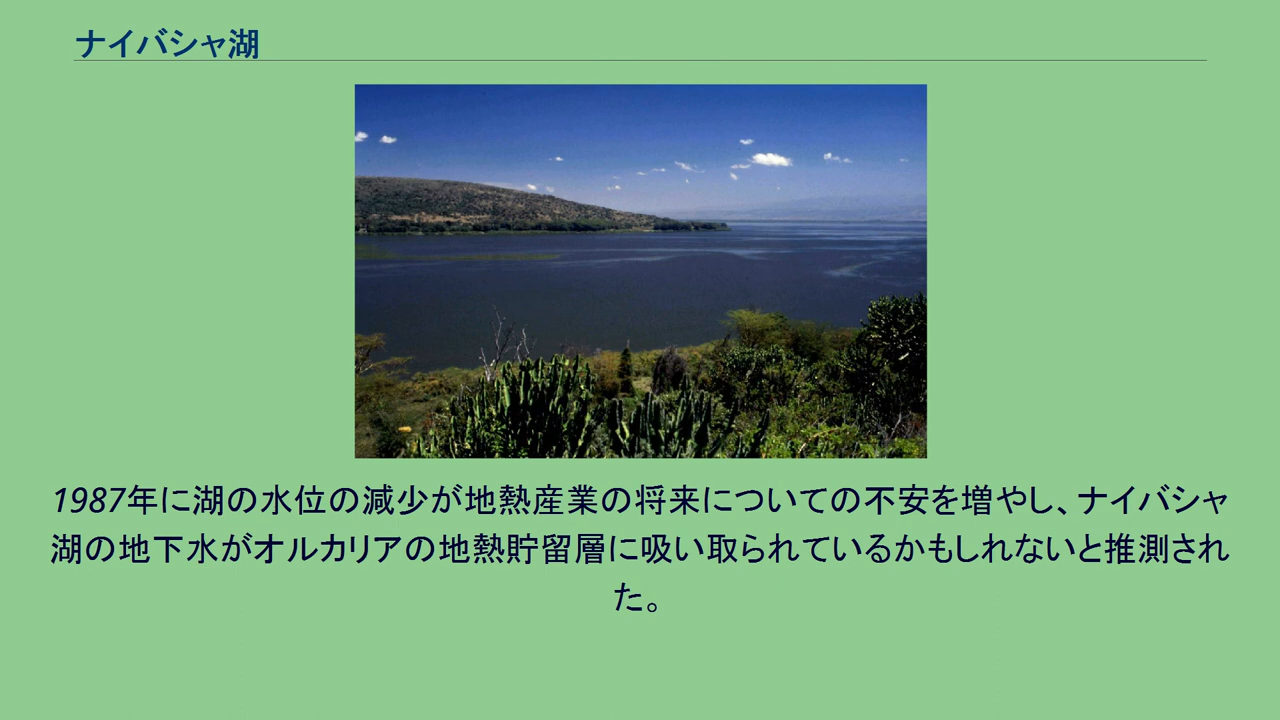 ナイバシャ湖
1987年に湖の水位の減少が地熱産業の将来についての不安を増やし、ナイバシャ
湖の地下水がオルカリアの地熱貯留層に吸い取られているかもしれないと推測され
た。